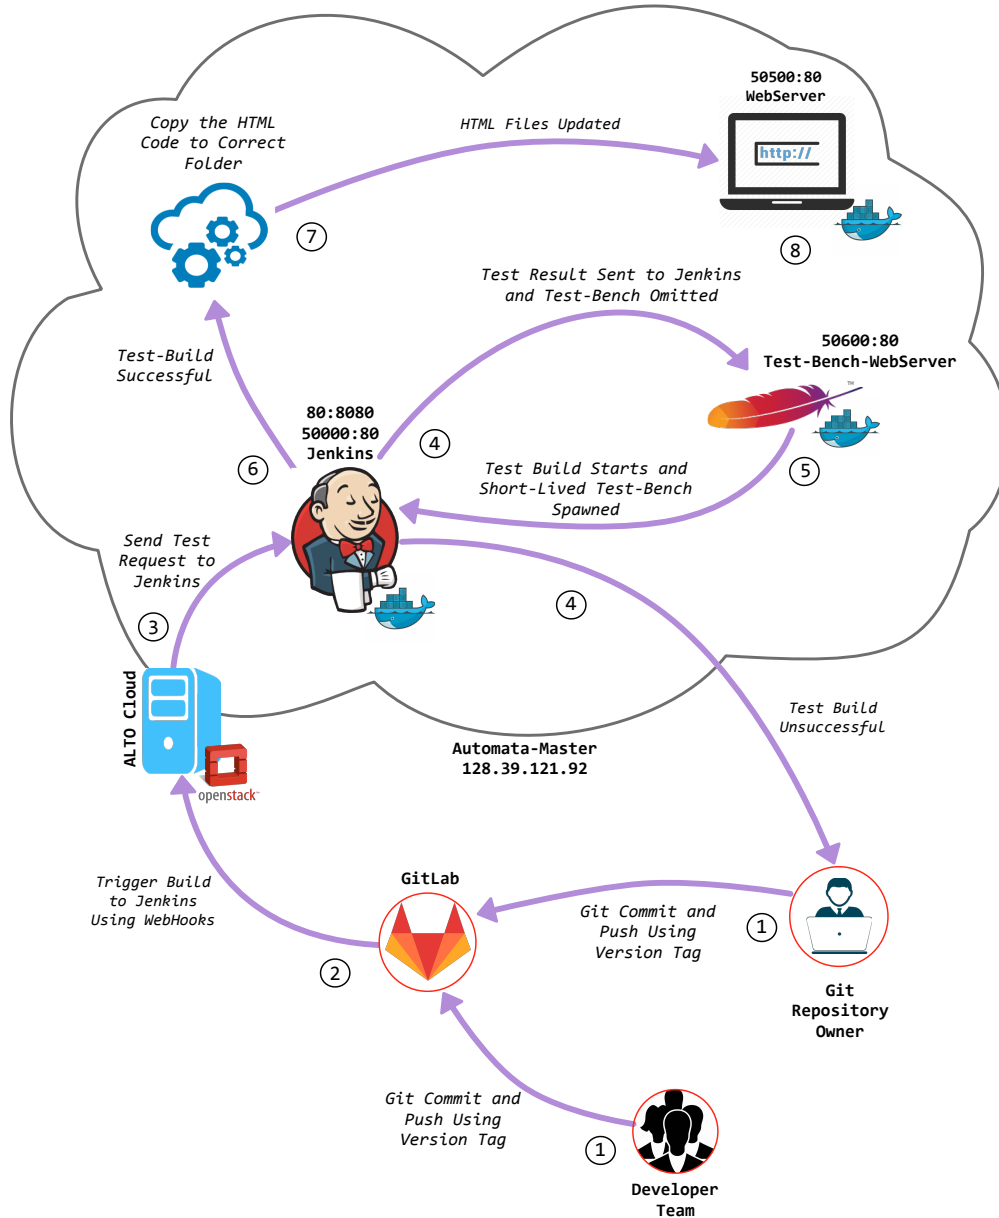 50500:80
WebServer
Copy the HTML
Code to Correct
Folder
HTML Files Updated
http://
7
8
Test Result Sent to Jenkins
and Test-Bench Omitted
50600:80
Test-Bench-WebServer
TM
Test-Build
Successful
80:8080
50000:80
Jenkins
4
6
5
Test Build Starts and
Short-Lived Test-Bench
Spawned
Send Test
Request to
Jenkins
3
4
ALTO Cloud
openstack
Test Build
Unsuccessful
Automata-Master
128.39.121.92
Trigger Build
to Jenkins
Using WebHooks
GitLab
2
Git Commit and
Push Using
Version Tag
1
Git
Repository
Owner
Git Commit and
Push Using
Version Tag
1
Developer
Team